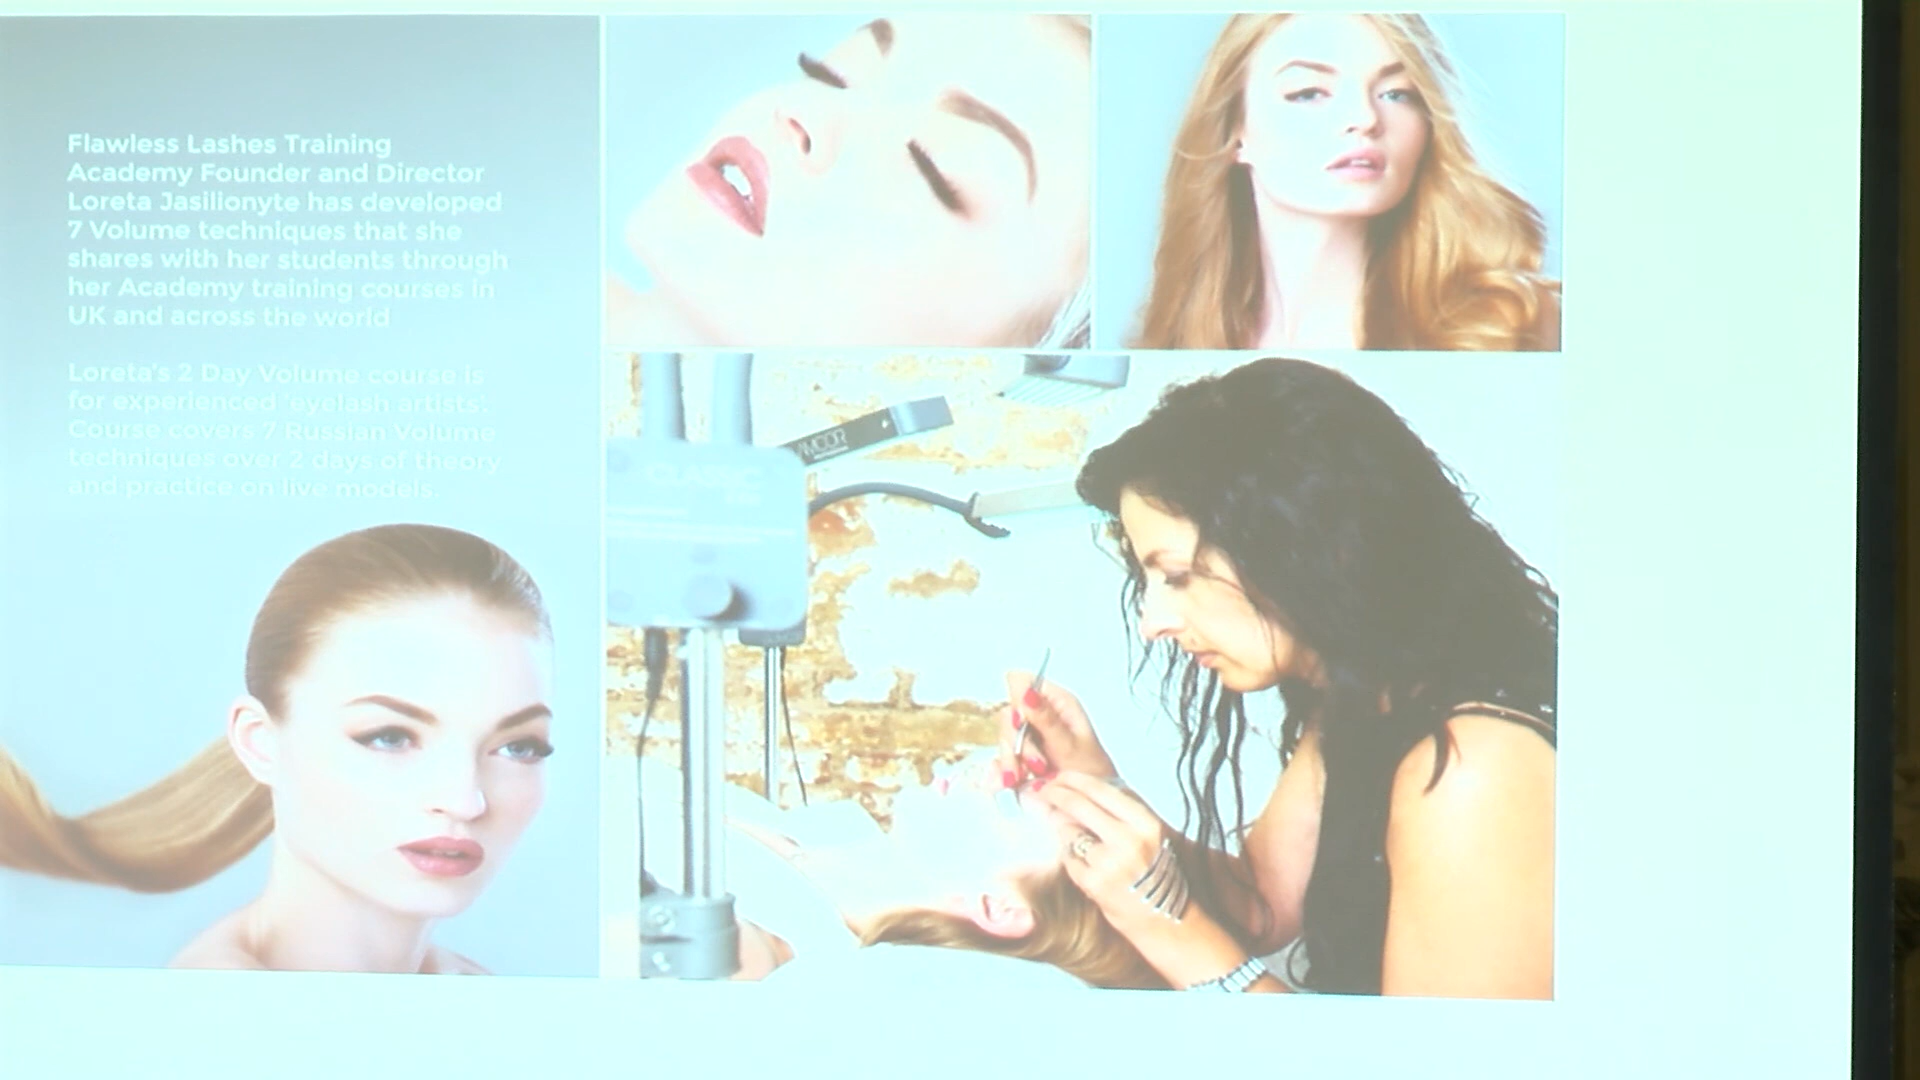 Flawless Lashes Training
Academy Founder and Director
Loreta Jasilionyte has developed
7 Volume techniques that she
shares with her students through
her Academy training courses in
UK and across the world
Loreta's 2 Day Volume course is
for experienced 'eyelash artists'.
Course covers 7 Russian Volume
techniques over 2 days of theory
and practice on live models.
CLASSIC